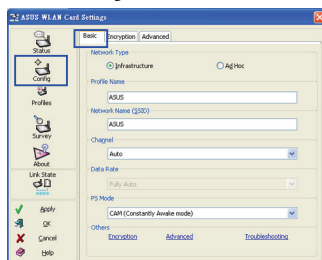 ASUS WLAN Card Settings
Status
Config
Profiles
Survey
About
Link State
Apply
OK
Cancel
Help
Basic Encryption Advanced
Network Type
Infrastructure Ad Hoc
Profile Name
ASUS
Network Name (SSID)
ASUS
Channel
Auto
Data Rate
Fully Auto
PS Mode
CAM (Constantly Awake mode)
Others
Encryption Advanced Troubleshooting